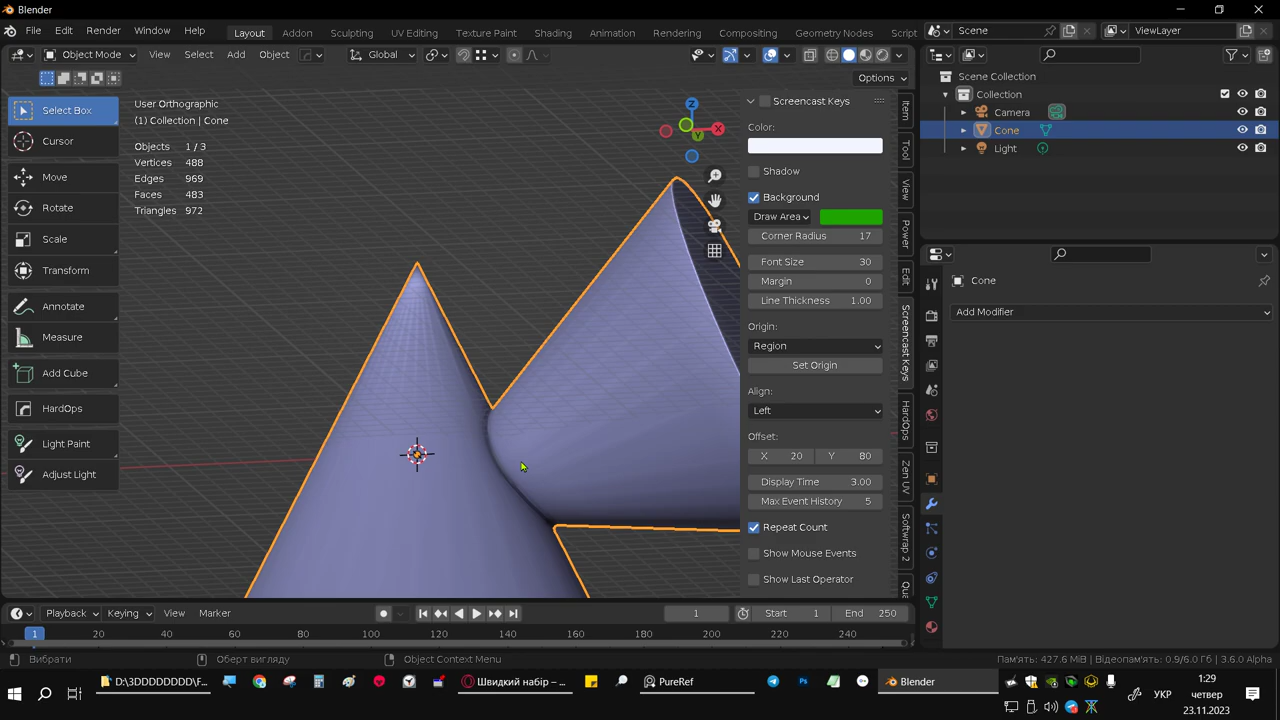 Blender
File Edit Render Window Help Layout Addon Sculpting UV Editing Texture Paint Shading Animation Rendering Compositing Geometry Nodes Script Scene ViewLayer
Object Mode View Select Add Object Global
Options
Select Box
Cursor
Move
Rotate
Scale
Transform
Annotate
Measure
Add Cube
HardOps
Light Paint
Adjust Light
User Orthographic
(1) Collection | Cone
Objects 1 / 3
Vertices 488
Edges 969
Faces 483
Triangles 972
Z
X
Y
Screencast Keys
Color:
Shadow
Background
Draw Area
Corner Radius 17
Font Size 30
Margin 0
Line Thickness 1.00
Origin:
Region
Set Origin
Align:
Left
Offset:
X 20 Y 80
Display Time 3.00
Max Event History 5
Repeat Count
Show Mouse Events
Show Last Operator
Item
Tool
View
Power
Edit
Screencast Keys
HardOps
Zen UV
Softwrap 2
Qu
Scene Collection
Collection
Camera
Cone
Light
Cone
Add Modifier
Playback Keying View Marker 1 Start 1 End 250
1 20 40 60 80 100 120 140 160 180 200 220 240
Вибрати Оберт вигляду Object Context Menu Пам'ять: 427.6 MiB | Відеопам'ять: 0.9/6.0 Гб | 3.6.0 Alpha
D:\3DDDDDDDD\F... Швидкий набір – ... PureRef Ps Blender УКР
1:29
четвер
23.11.2023